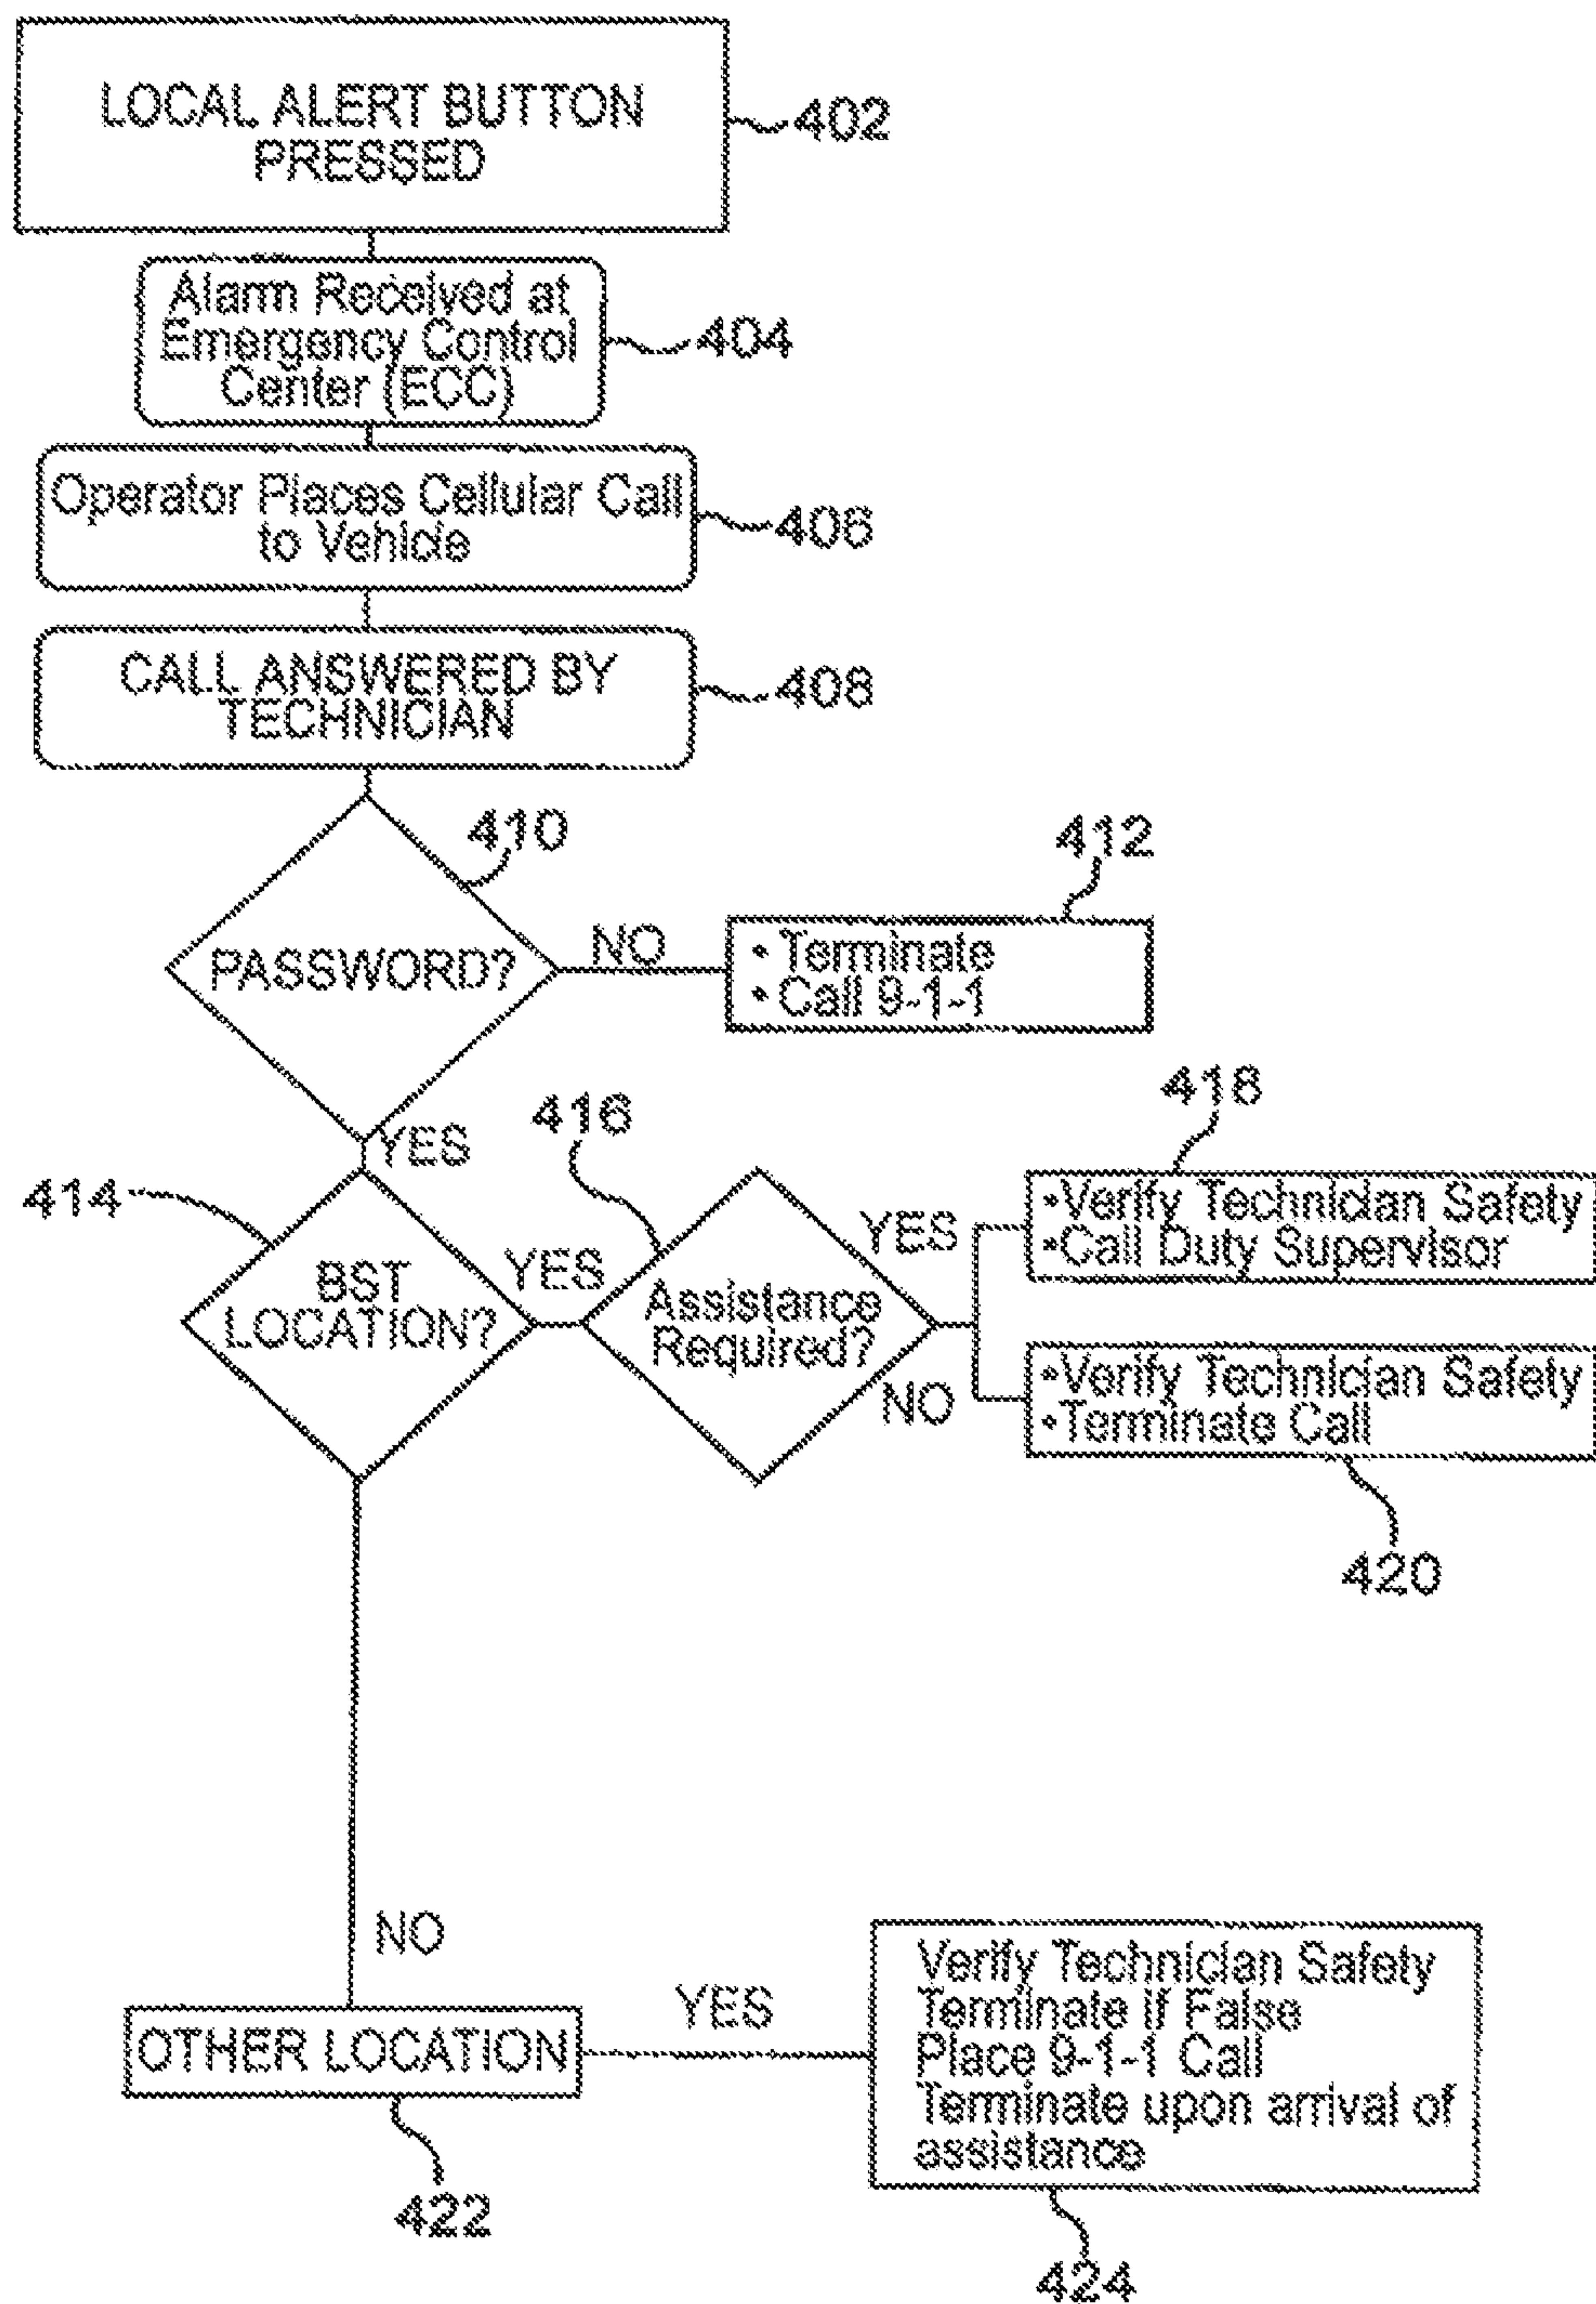 LOCAL ALERT BUTTON
PRESSED
402
Alarm Received at
Emergency Control
Center (ECC)
404
Operator Places Cellular Call
to Vehicle
406
CALL ANSWERED BY
TECHNICIAN
408
410
PASSWORD?
NO
412
• Terminate
• Call 9-1-1
YES
414
BST
LOCATION?
YES
416
Assistance
Required?
YES
418
•Verify Technician Safety
•Call Duty Supervisor
NO
•Verify Technician Safety
•Terminate Call
420
NO
OTHER LOCATION
422
YES
Verify Technician Safety
Terminate if False
Place 9-1-1 Call
Terminate upon arrival of
assistance
424